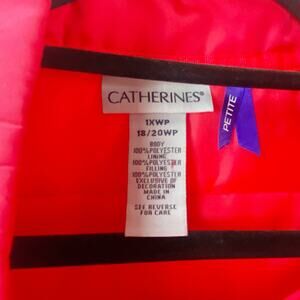 CATHERINES®
1XWP
18/20WP
BODY
100%POLYESTER
LINING
100%POLYESTER
FILLING
100%POLYESTER
EXCLUSIVE OF
DECORATION
MADE IN
CHINA
SEE REVERSE
FOR CARE
PETITE